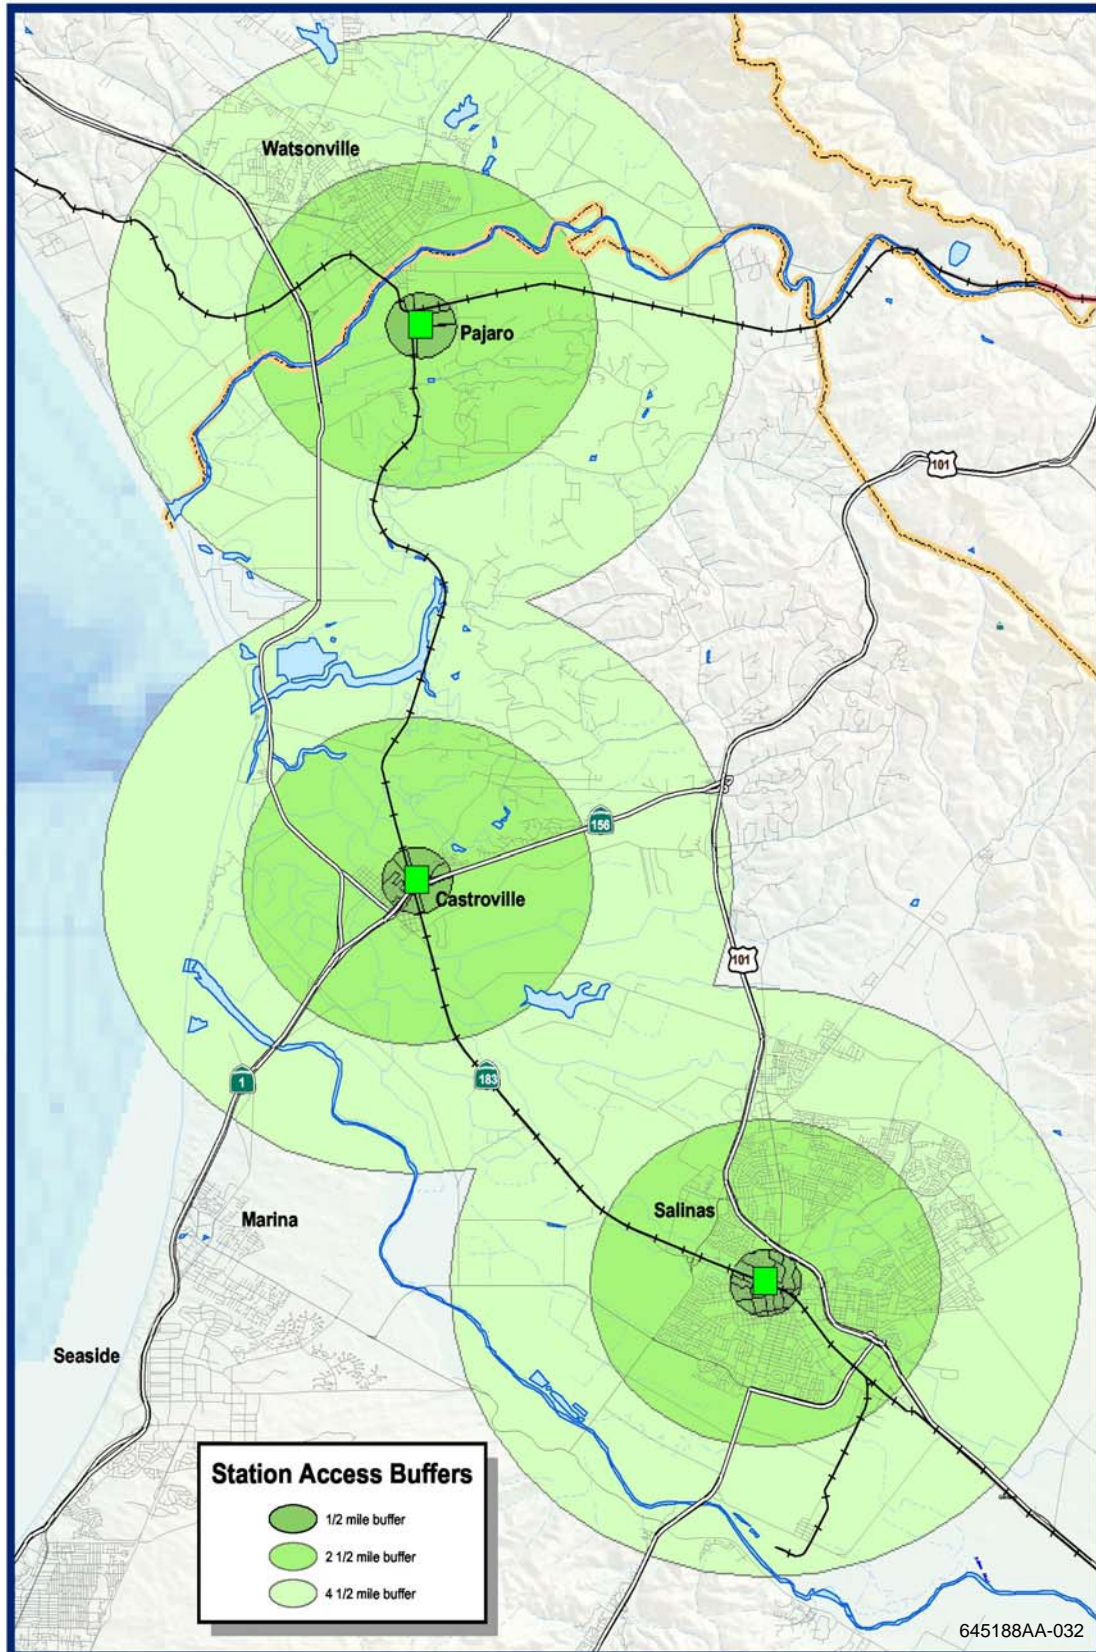 Watsonville
Pajaro
101
156
Castroville
101
1
183
Salinas
Marina
Seaside
Station Access Buffers
1/2 mile buffer
2 1/2 mile buffer
4 1/2 mile buffer
645188AA-032